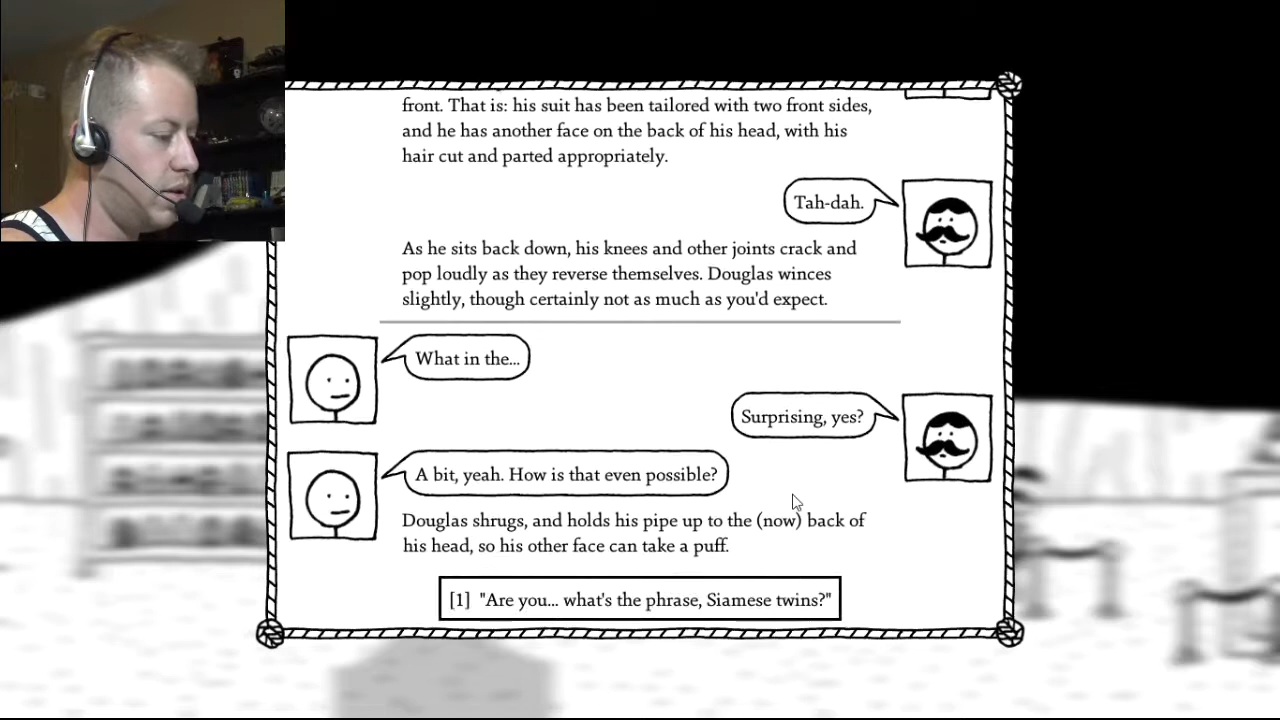 front. That is: his suit has been tailored with two front sides,
and he has another face on the back of his head, with his
hair cut and parted appropriately.
Tah-dah.
As he sits back down, his knees and other joints crack and
pop loudly as they reverse themselves. Douglas winces
slightly, though certainly not as much as you'd expect.
What in the...
Surprising, yes?
A bit, yeah. How is that even possible?
Douglas shrugs, and holds his pipe up to the (now) back of
his head, so his other face can take a puff.
[1] "Are you... what's the phrase, Siamese twins?"